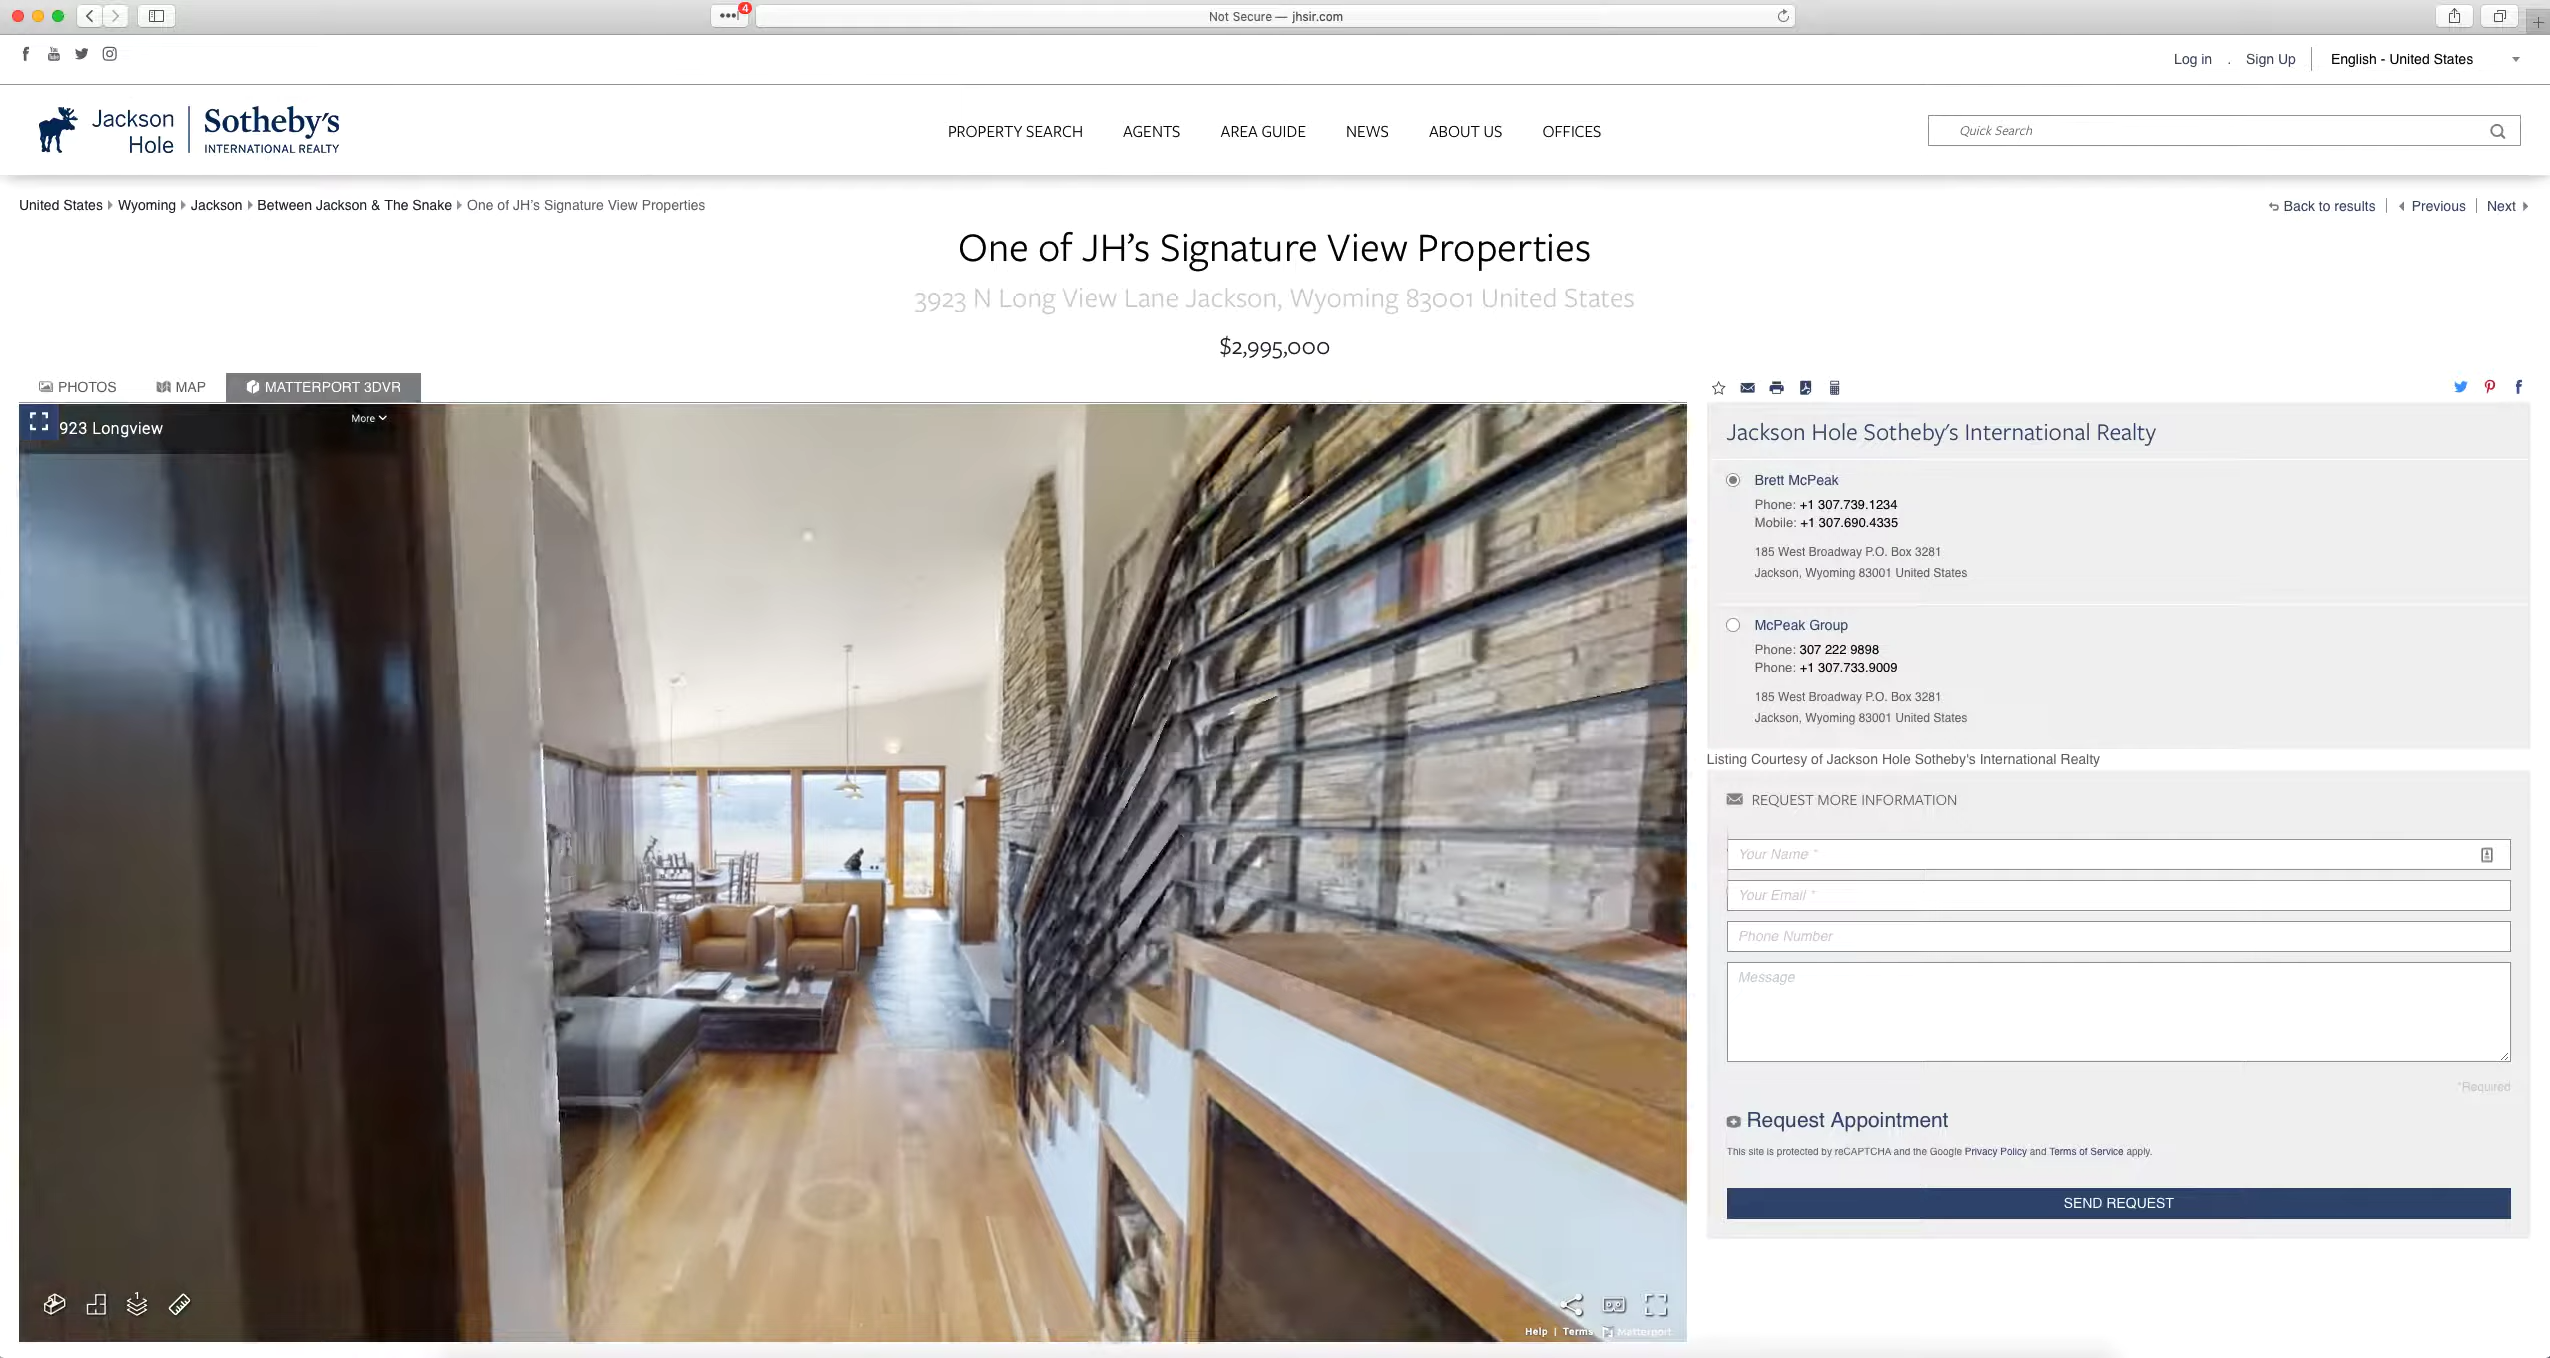 4
Not Secure — jhsir.com
Log in . Sign Up
English - United States
Jackson Hole
Sotheby's
INTERNATIONAL REALTY
PROPERTY SEARCH AGENTS AREA GUIDE NEWS ABOUT US OFFICES
Quick Search
United States Wyoming Jackson Between Jackson & The Snake One of JH's Signature View Properties
Back to results Previous Next
One of JH's Signature View Properties
3923 N Long View Lane Jackson, Wyoming 83001 United States
$2,995,000
PHOTOS MAP MATTERPORT 3DVR
923 Longview
More
Jackson Hole Sotheby's International Realty
Brett McPeak
Phone: +1 307.739.1234
Mobile: +1 307.690.4335
185 West Broadway P.O. Box 3281
Jackson, Wyoming 83001 United States
McPeak Group
Phone: 307 222 9898
Phone: +1 307.733.9009
185 West Broadway P.O. Box 3281
Jackson, Wyoming 83001 United States
Listing Courtesy of Jackson Hole Sotheby's International Realty
REQUEST MORE INFORMATION
Your Name *
Your Email *
Phone Number
Message
*Required
Request Appointment
This site is protected by reCAPTCHA and the Google Privacy Policy and Terms of Service apply.
SEND REQUEST
1
Help | Terms Matterport